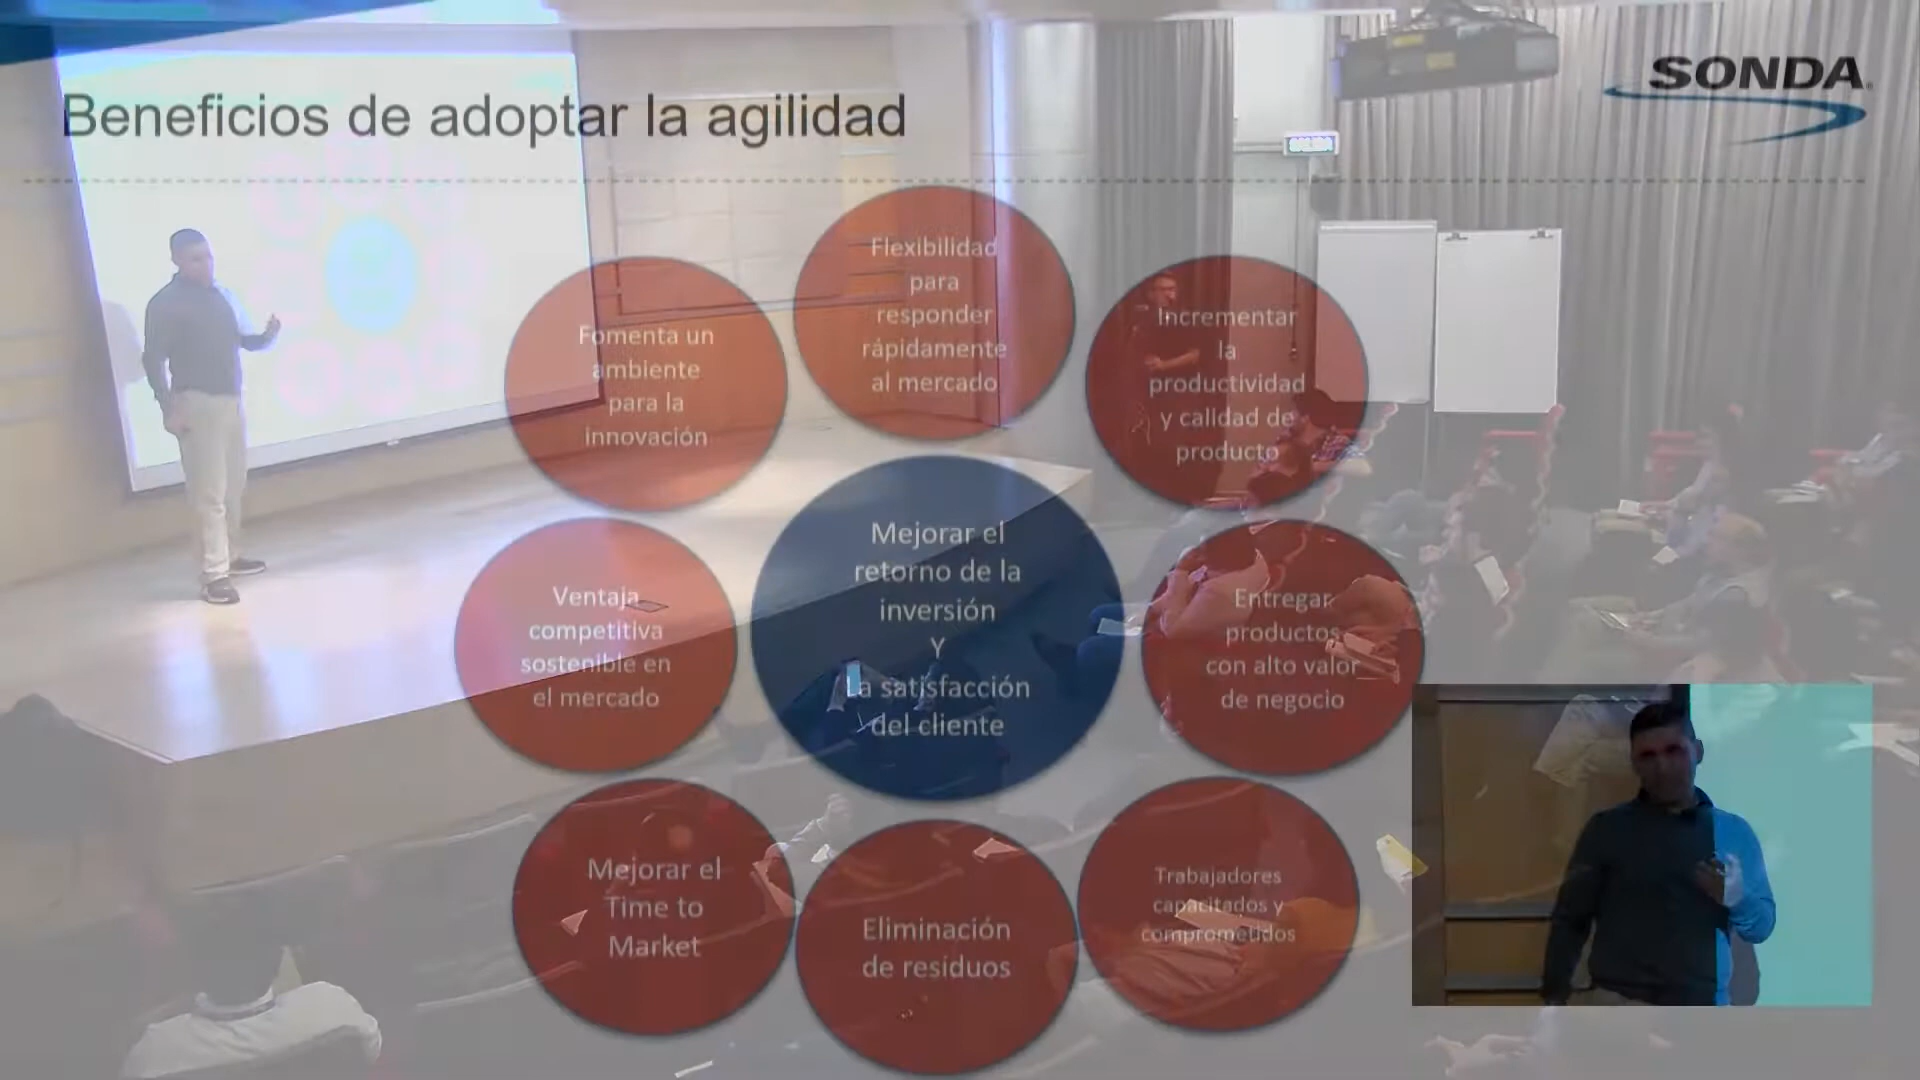 Beneficios de adoptar la agilidad
SONDA
Flexibilidad
para
responder
rápidamente
al mercado
Fomenta un
ambiente
para la
innovación
Incrementar
la
productividad
y calidad de
producto
Mejorar el
retorno de la
inversión
Y
La satisfacción
del cliente
Ventaja
competitiva
sostenible en
el mercado
Entregar
productos
con alto valor
de negocio
Mejorar el
Time to
Market
Eliminación
de residuos
Trabajadores
capacitados y
comprometidos